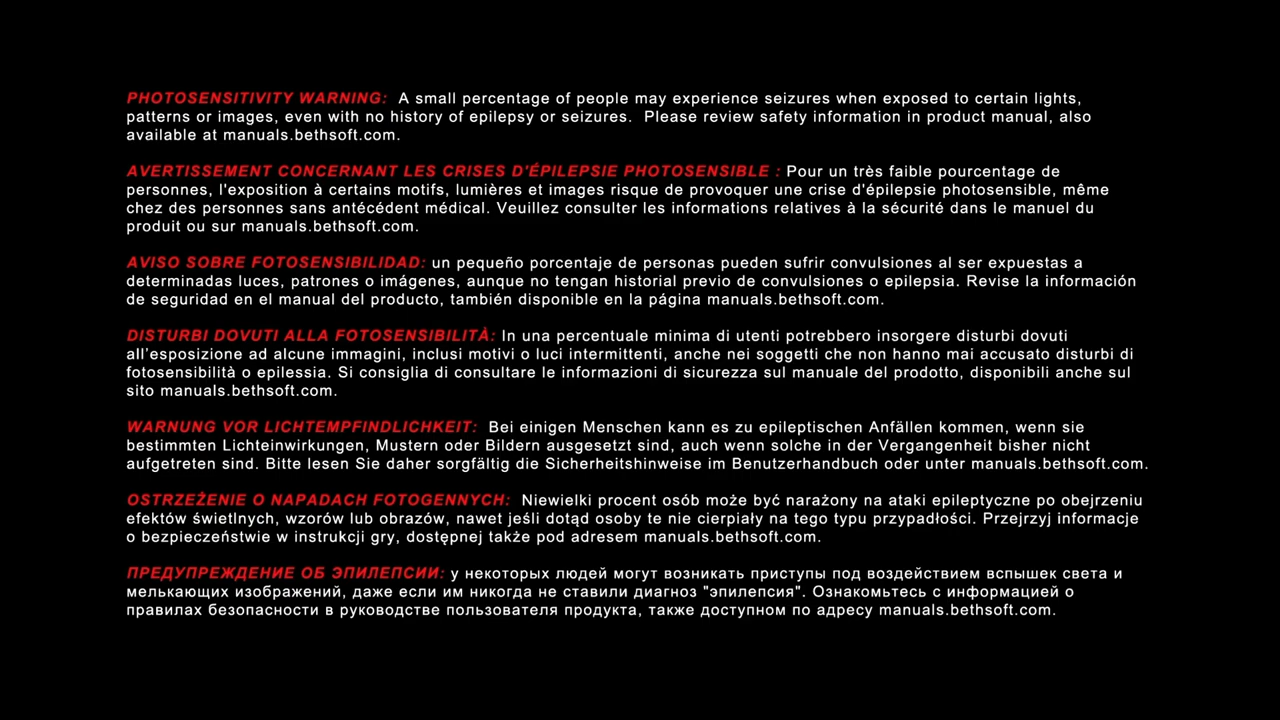 PHOTOSENSITIVITY WARNING:  A small percentage of people may experience seizures when exposed to certain lights,
patterns or images, even with no history of epilepsy or seizures.  Please review safety information in product manual, also
available at manuals.bethsoft.com.
AVERTISSEMENT CONCERNANT LES CRISES D'ÉPILEPSIE PHOTOSENSIBLE : Pour un très faible pourcentage de
personnes, l'exposition à certains motifs, lumières et images risque de provoquer une crise d'épilepsie photosensible, même
chez des personnes sans antécédent médical. Veuillez consulter les informations relatives à la sécurité dans le manuel du
produit ou sur manuals.bethsoft.com.
AVISO SOBRE FOTOSENSIBILIDAD: un pequeño porcentaje de personas pueden sufrir convulsiones al ser expuestas a
determinadas luces, patrones o imágenes, aunque no tengan historial previo de convulsiones o epilepsia. Revise la información
de seguridad en el manual del producto, también disponible en la página manuals.bethsoft.com.
DISTURBI DOVUTI ALLA FOTOSENSIBILITÀ: In una percentuale minima di utenti potrebbero insorgere disturbi dovuti
all’esposizione ad alcune immagini, inclusi motivi o luci intermittenti, anche nei soggetti che non hanno mai accusato disturbi di
fotosensibilità o epilessia. Si consiglia di consultare le informazioni di sicurezza sul manuale del prodotto, disponibili anche sul
sito manuals.bethsoft.com.
WARNUNG VOR LICHTEMPFINDLICHKEIT:  Bei einigen Menschen kann es zu epileptischen Anfällen kommen, wenn sie
bestimmten Lichteinwirkungen, Mustern oder Bildern ausgesetzt sind, auch wenn solche in der Vergangenheit bisher nicht
aufgetreten sind. Bitte lesen Sie daher sorgfältig die Sicherheitshinweise im Benutzerhandbuch oder unter manuals.bethsoft.com.
OSTRZEŻENIE O NAPADACH FOTOGENNYCH:  Niewielki procent osób może być narażony na ataki epileptyczne po obejrzeniu
efektów świetlnych, wzorów lub obrazów, nawet jeśli dotąd osoby te nie cierpiały na tego typu przypadłości. Przejrzyj informacje
o bezpieczeństwie w instrukcji gry, dostępnej także pod adresem manuals.bethsoft.com.
ПРЕДУПРЕЖДЕНИЕ ОБ ЭПИЛЕПСИИ: у некоторых людей могут возникать приступы под воздействием вспышек света и
мелькающих изображений, даже если им никогда не ставили диагноз "эпилепсия". Ознакомьтесь с информацией о
правилах безопасности в руководстве пользователя продукта, также доступном по адресу manuals.bethsoft.com.